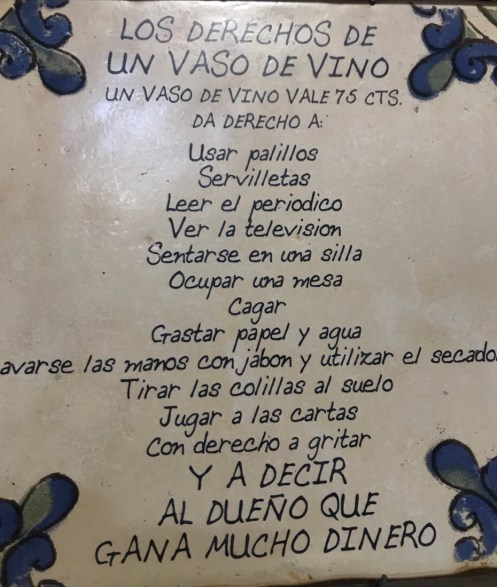 LOS DERECHOS DE
UN VASO DE VINO
UN VASO DE VINO VALE 75 CTS.
DA DERECHO A:
Usar palillos
Servilletas
Leer el periodico
Ver la television
Sentarse en una silla
Ocupar una mesa
Cagar
Gastar papel y agua
avarse las manos con jabon y utilizar el secado
Tirar las colillas al suelo
Jugar a las cartas
Con derecho a gritar
Y A DECIR
AL DUEÑO QUE
GANA MUCHO DINERO